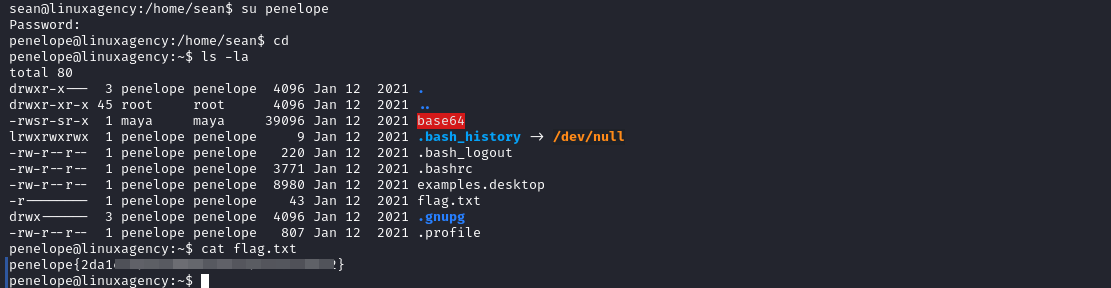 sean@linuxagency:/home/sean$ su penelope
Password:
penelope@linuxagency:/home/sean$ cd
penelope@linuxagency:~$ ls -la
total 80
drwxr-x--- 3 penelope penelope 4096 Jan 12 2021 .
drwxr-xr-x 45 root root 4096 Jan 12 2021 ..
-rwsr-sr-x 1 maya maya 39096 Jan 12 2021 base64
lrwxrwxrwx 1 penelope penelope 9 Jan 12 2021 .bash_history -> /dev/null
-rw-r--r-- 1 penelope penelope 220 Jan 12 2021 .bash_logout
-rw-r--r-- 1 penelope penelope 3771 Jan 12 2021 .bashrc
-rw-r--r-- 1 penelope penelope 8980 Jan 12 2021 examples.desktop
-r-------- 1 penelope penelope 43 Jan 12 2021 flag.txt
drwx------ 3 penelope penelope 4096 Jan 12 2021 .gnupg
-rw-r--r-- 1 penelope penelope 807 Jan 12 2021 .profile
penelope@linuxagency:~$ cat flag.txt
penelope{2da1 2}
penelope@linuxagency:~$